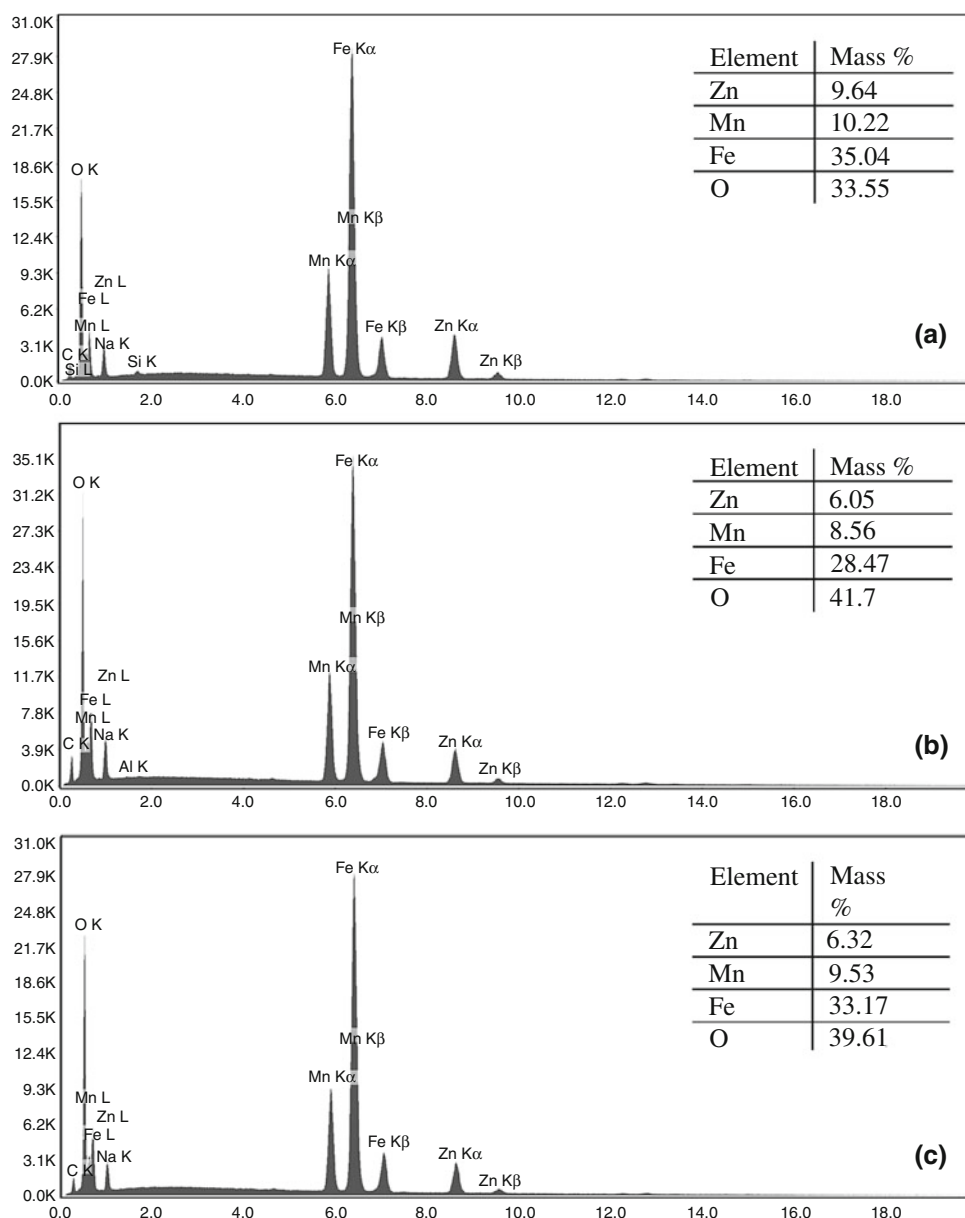 31.0K
27.9K
24.8K
21.7K
18.6K
15.5K
12.4K
9.3K
6.2K
3.1K
0.0K
Fe Kα
O K
Mn Kβ
Mn Kα
Zn L
Fe L
Mn L
Na K
C K
Si L
Si K
Fe Kβ
Zn Kα
Zn Kβ
Element Mass %
Zn 9.64
Mn 10.22
Fe 35.04
O 33.55
(a)
0.0 2.0 4.0 6.0 8.0 10.0 12.0 14.0 16.0 18.0
35.1K
31.2K
27.3K
23.4K
19.5K
15.6K
11.7K
7.8K
3.9K
0.0K
Fe Kα
O K
Mn Kβ
Mn Kα
Zn L
Fe L
Mn L
Na K
C K
Al K
Fe Kβ
Zn Kα
Zn Kβ
Element Mass %
Zn 6.05
Mn 8.56
Fe 28.47
O 41.7
(b)
0.0 2.0 4.0 6.0 8.0 10.0 12.0 14.0 16.0 18.0
31.0K
27.9K
24.8K
21.7K
18.6K
15.5K
12.4K
9.3K
6.2K
3.1K
0.0K
Fe Kα
O K
Mn Kβ
Mn Kα
Mn L
Zn L
Fe L
Na K
C K
Fe Kβ
Zn Kα
Zn Kβ
Element Mass
%
Zn 6.32
Mn 9.53
Fe 33.17
O 39.61
(c)
0.0 2.0 4.0 6.0 8.0 10.0 12.0 14.0 16.0 18.0